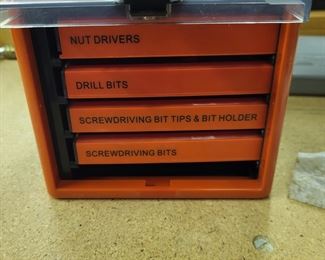 NUT DRIVERS
DRILL BITS
SCREWDRIVING BIT TIPS & BIT HOLDER
SCREWDRIVING BITS